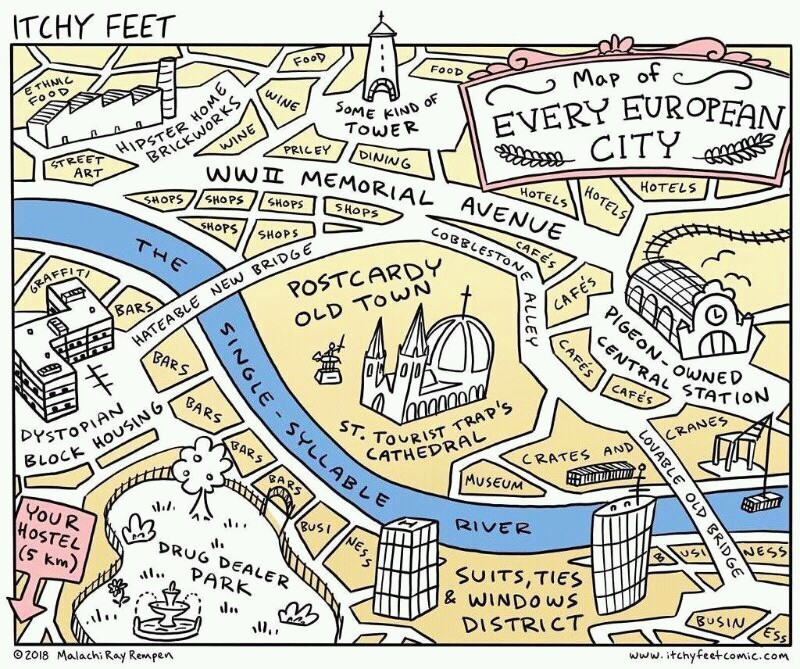 ITCHY FEET
Map of
EVERY EUROPEAN
CITY
ETHNIC
FOOD
FOOD
FOOD
HIPSTER HOME
BRICKWORKS
WINE
WINE
SOME KIND OF
TOWER
STREET
ART
PRICEY
DINING
WWII MEMORIAL AVENUE
SHOPS
SHOPS
SHOPS
SHOPS
SHOPS
SHOPS
HOTELS
HOTELS
HOTELS
THE
SINGLE-SYLLABLE
RIVER
HATEABLE NEW BRIDGE
COBBLESTONE ALLEY
CAFÉS
CAFÉS
CAFÉS
CAFÉS
POSTCARDY
OLD TOWN
GRAFFITI
BARS
BARS
BARS
BARS
BARS
PIGEON-OWNED
CENTRAL STATION
ST. TOURIST TRAP'S
CATHEDRAL
DYSTOPIAN
BLOCK HOUSING
MUSEUM
CRATES AND
CRANES
LOVABLE OLD BRIDGE
YOUR
HOSTEL
(5 km)
DRUG DEALER
PARK
BUSI
NESS
H
SUITS, TIES
& WINDOWS
DISTRICT
BUSI
NESS
BUSIN
ESS
©2018 Malachi Ray Rempen
www.itchyfeetcomic.com